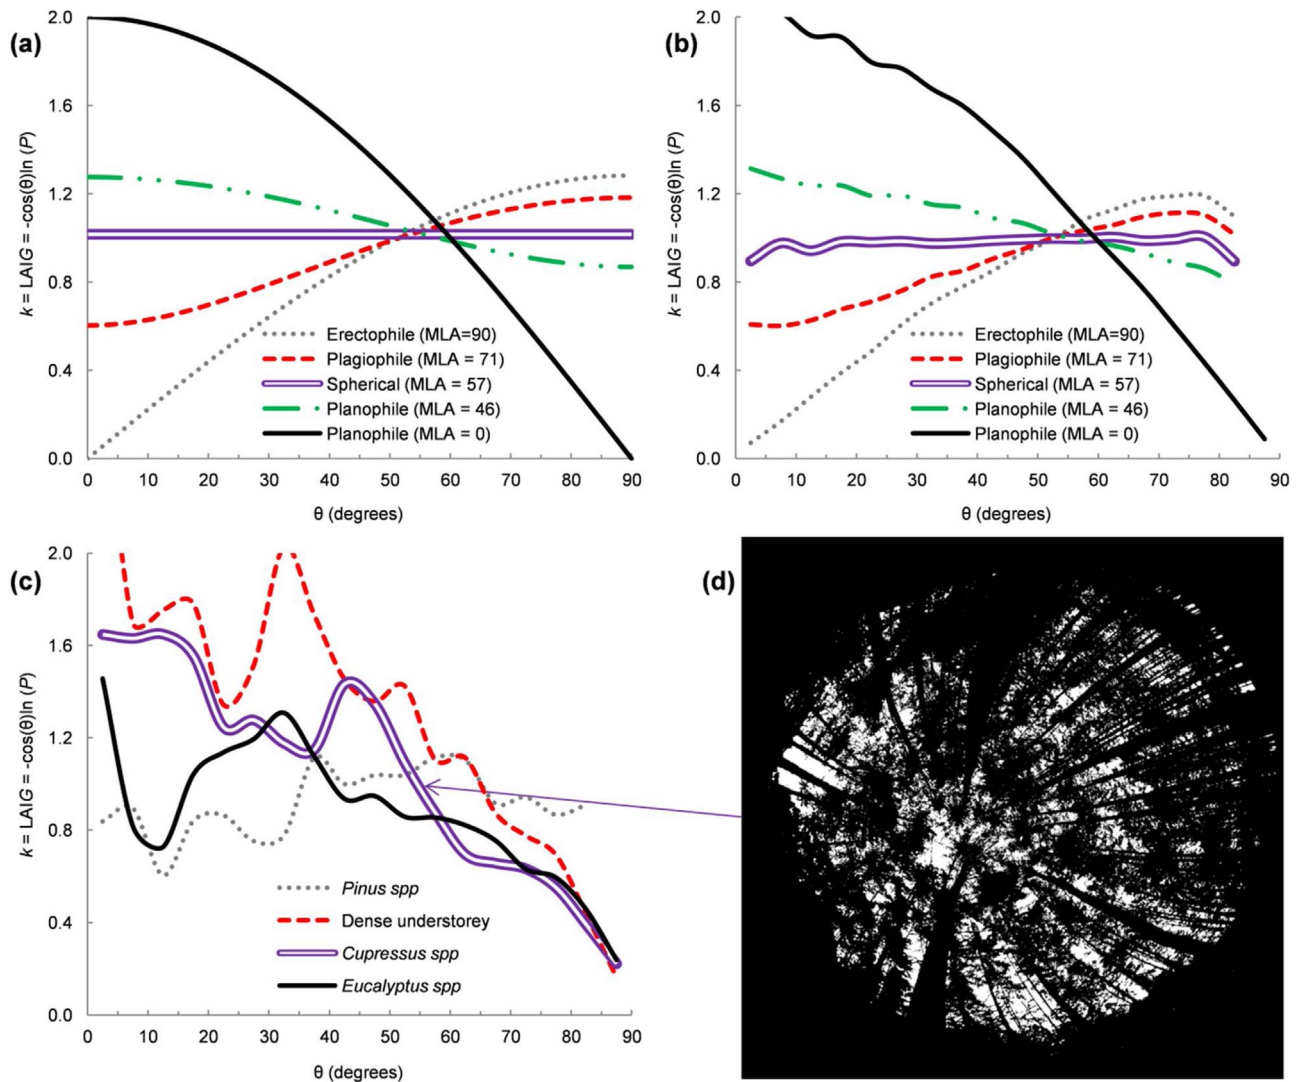 (a)
2.0
1.6
1.2
0.8
0.4
0.0
k = LAIG = -cos(θ)ln (P)
Erectophile (MLA=90)
Plagiophile (MLA = 71)
Spherical (MLA = 57)
Planophile (MLA = 46)
Planophile (MLA = 0)
0 10 20 30 40 50 60 70 80 90
θ (degrees)
(b)
2.0
1.6
1.2
0.8
0.4
0.0
k = LAIG = -cos(θ)ln (P)
Erectophile (MLA=90)
Plagiophile (MLA = 71)
Spherical (MLA = 57)
Planophile (MLA = 46)
Planophile (MLA = 0)
0 10 20 30 40 50 60 70 80 90
θ (degrees)
(c)
2.0
1.6
1.2
0.8
0.4
0.0
k = LAIG = -cos(θ)ln (P)
Pinus spp
Dense understorey
Cupressus spp
Eucalyptus spp
0 10 20 30 40 50 60 70 80 90
θ (degrees)
(d)